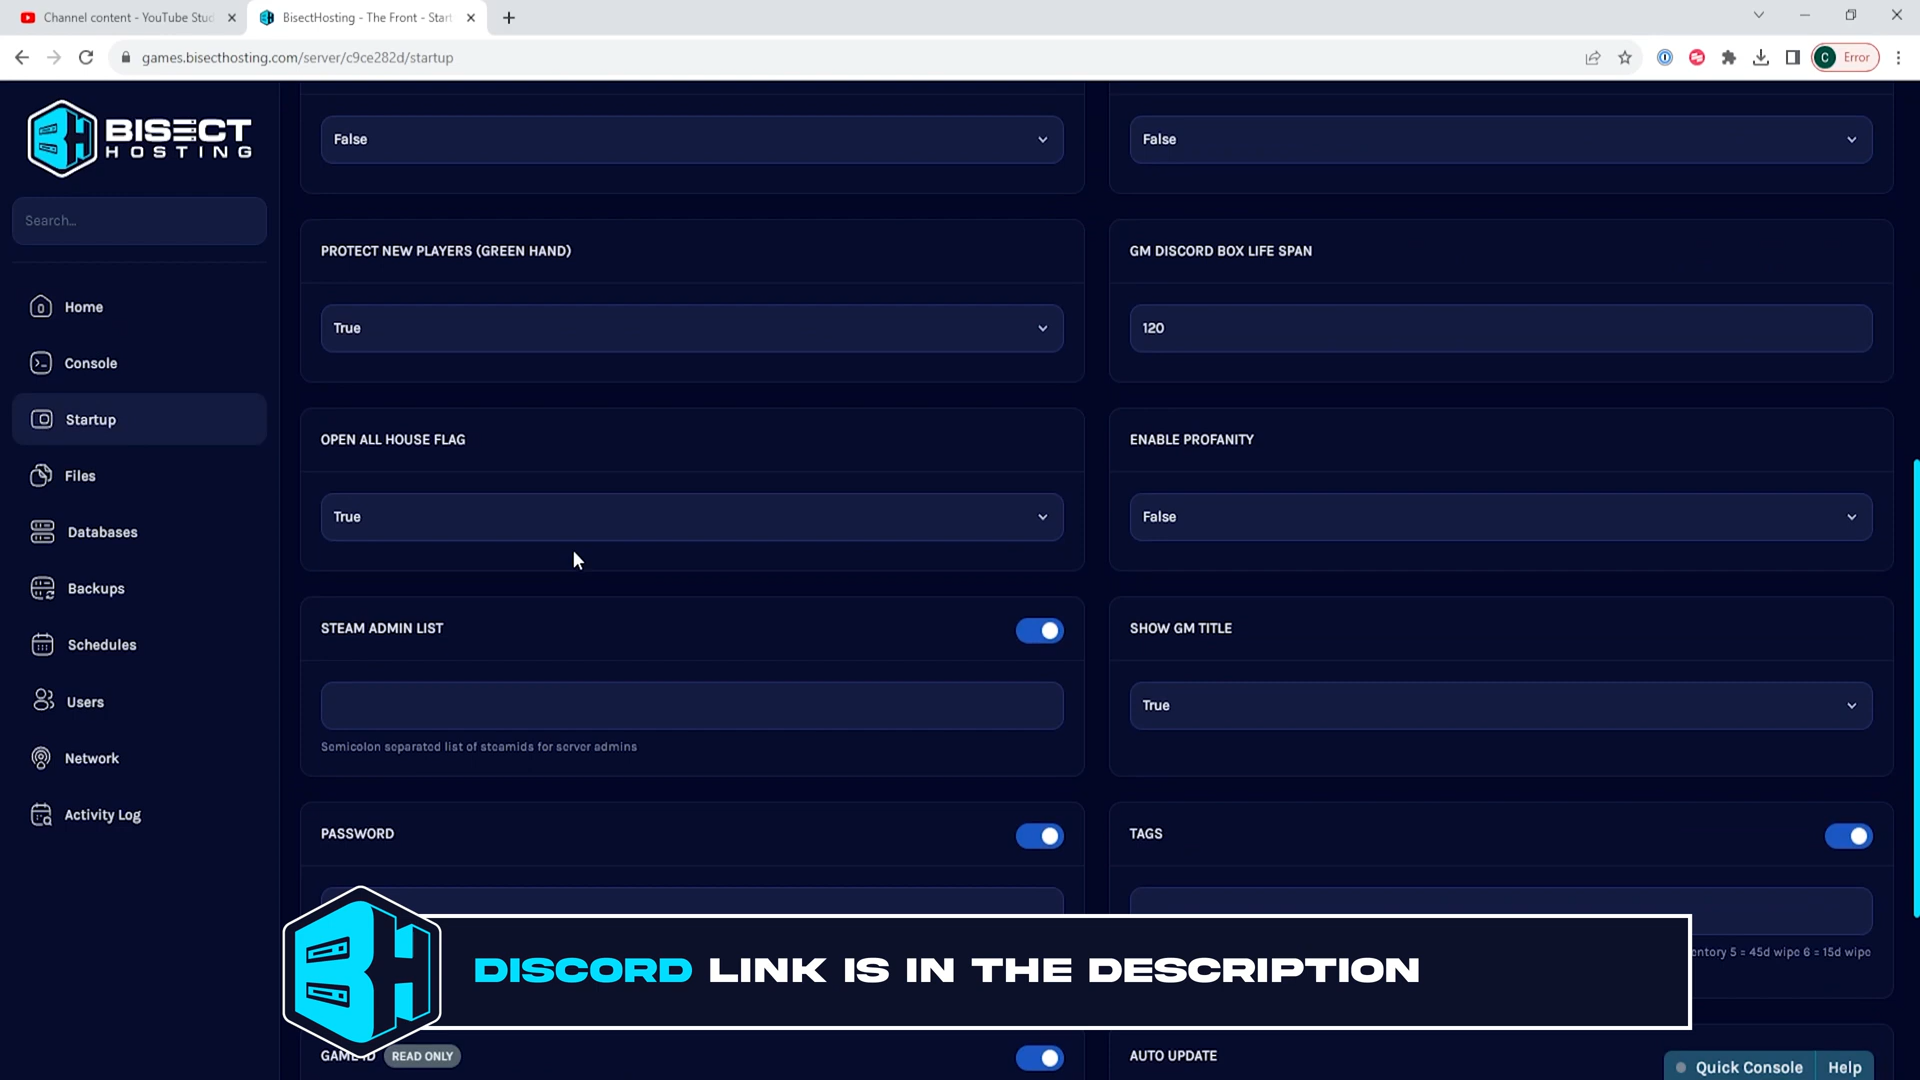 Channel content - YouTube Stud
BisectHosting - The Front - Start
games.bisecthosting.com/server/c9ce282d/startup
C Error
BISECT
HOSTING
Search...
Home
Console
Startup
Files
Databases
Backups
Schedules
Users
Network
Activity Log
False
False
PROTECT NEW PLAYERS (GREEN HAND)
GM DISCORD BOX LIFE SPAN
True
120
OPEN ALL HOUSE FLAG
ENABLE PROFANITY
True
False
STEAM ADMIN LIST
SHOW GM TITLE
True
Semicolon separated list of steamids for server admins
PASSWORD
TAGS
entory 5 = 45d wipe 6 = 15d wipe
DISCORD LINK IS IN THE DESCRIPTION
GAME ID READ ONLY
AUTO UPDATE
Quick Console
Help